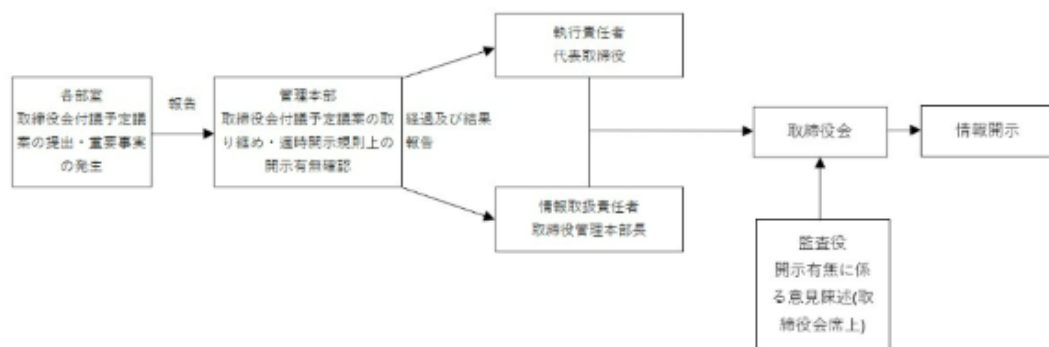 各部室
取締役会付議予定議
案の提出・重要事実
の発生
報告
管理本部
取締役会付議予定議案の取
り纏め・適時開示規則上の
開示有無確認
経過及び結果
報告
執行責任者
代表取締役
情報取扱責任者
取締役管理本部長
取締役会
情報開示
監査役
開示有無に係
る意見陳述(取
締役会席上)